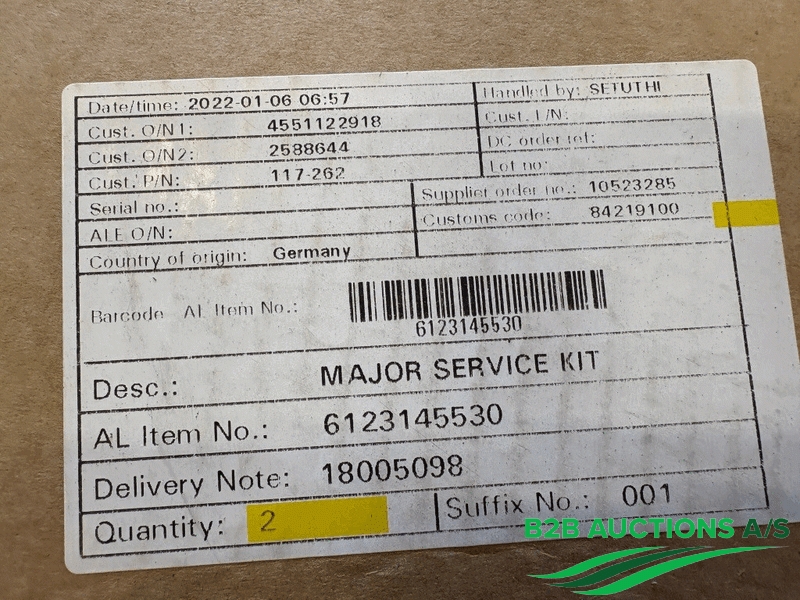 Date/time: 2022-01-06 06:57
Handled by: SETUTHI
Cust. O/N1: 4551122918
Cust. L/N:
Cust. O/N2: 2588644
DC order ref:
Cust. P/N: 117-262
Lot no:
Serial no.:
Supplier order no.: 10523285
ALE O/N:
Customs code: 84219100
Country of origin: Germany
Barcode AL Item No.:
6123145530
Desc.: MAJOR SERVICE KIT
AL Item No.: 6123145530
Delivery Note: 18005098
Quantity: 2
Suffix No.: 001
B2B AUCTIONS A/S